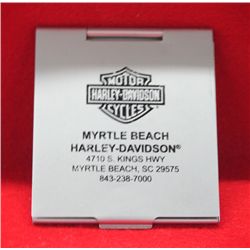 MOTOR
HARLEY-DAVIDSON
CYCLES
MYRTLE BEACH
HARLEY-DAVIDSON®
4710 S. KINGS HWY
MYRTLE BEACH, SC 29575
843-238-7000